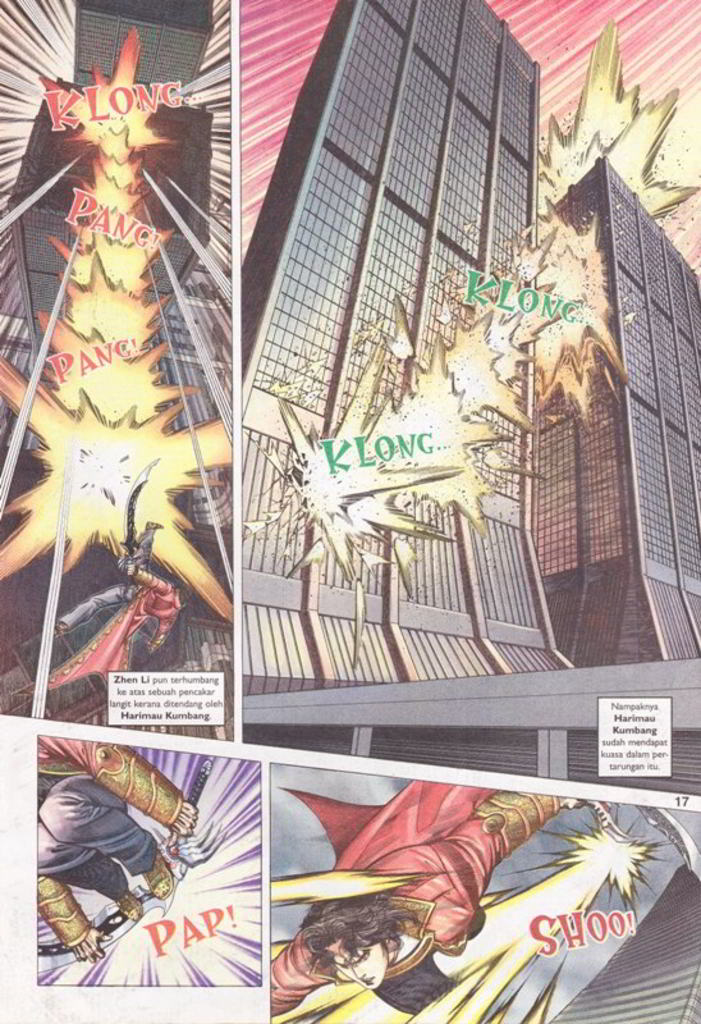 KLONG...
PANG!
PANG!
Zhen Li pun terhumbang
ke atas sebuah pencakar
langit kerana ditendang oleh
Harimau Kumbang.
KLONG...
KLONG...
Nampaknya
Harimau
Kumbang
sudah mendapat
kuasa dalam per-
tarungan itu.
17
PAP!
SHOO!